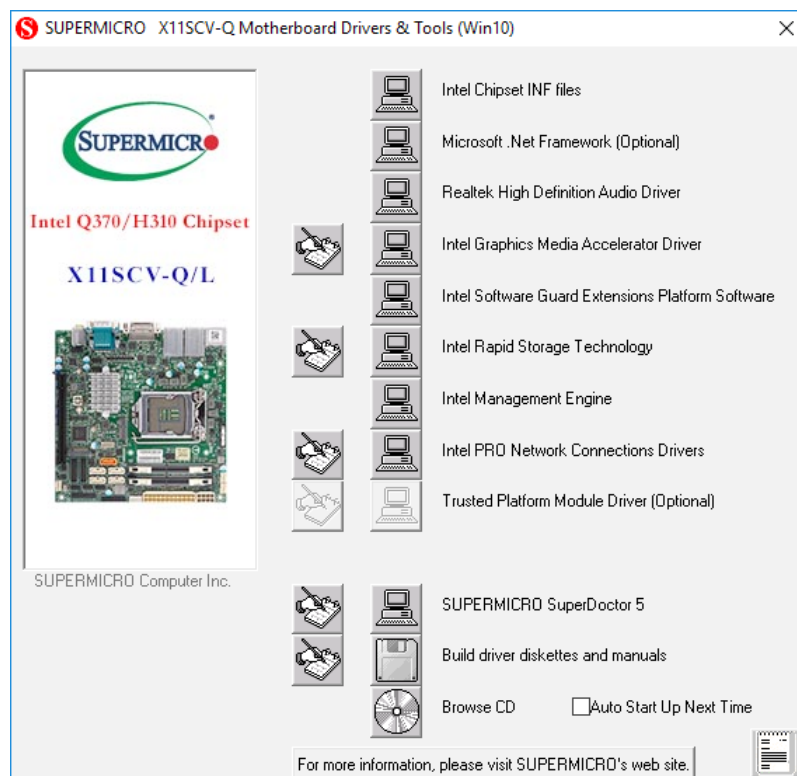 SUPERMICRO X11SCV-Q Motherboard Drivers & Tools (Win10)
SUPERMICRO
Intel Q370/H310 Chipset
X11SCV-Q/L
SUPERMICRO Computer Inc.
Intel Chipset INF files
Microsoft .Net Framework (Optional)
Realtek High Definition Audio Driver
Intel Graphics Media Accelerator Driver
Intel Software Guard Extensions Platform Software
Intel Rapid Storage Technology
Intel Management Engine
Intel PRO Network Connections Drivers
Trusted Platform Module Driver (Optional)
SUPERMICRO SuperDoctor 5
Build driver diskettes and manuals
Browse CD
Auto Start Up Next Time
For more information, please visit SUPERMICRO's web site.